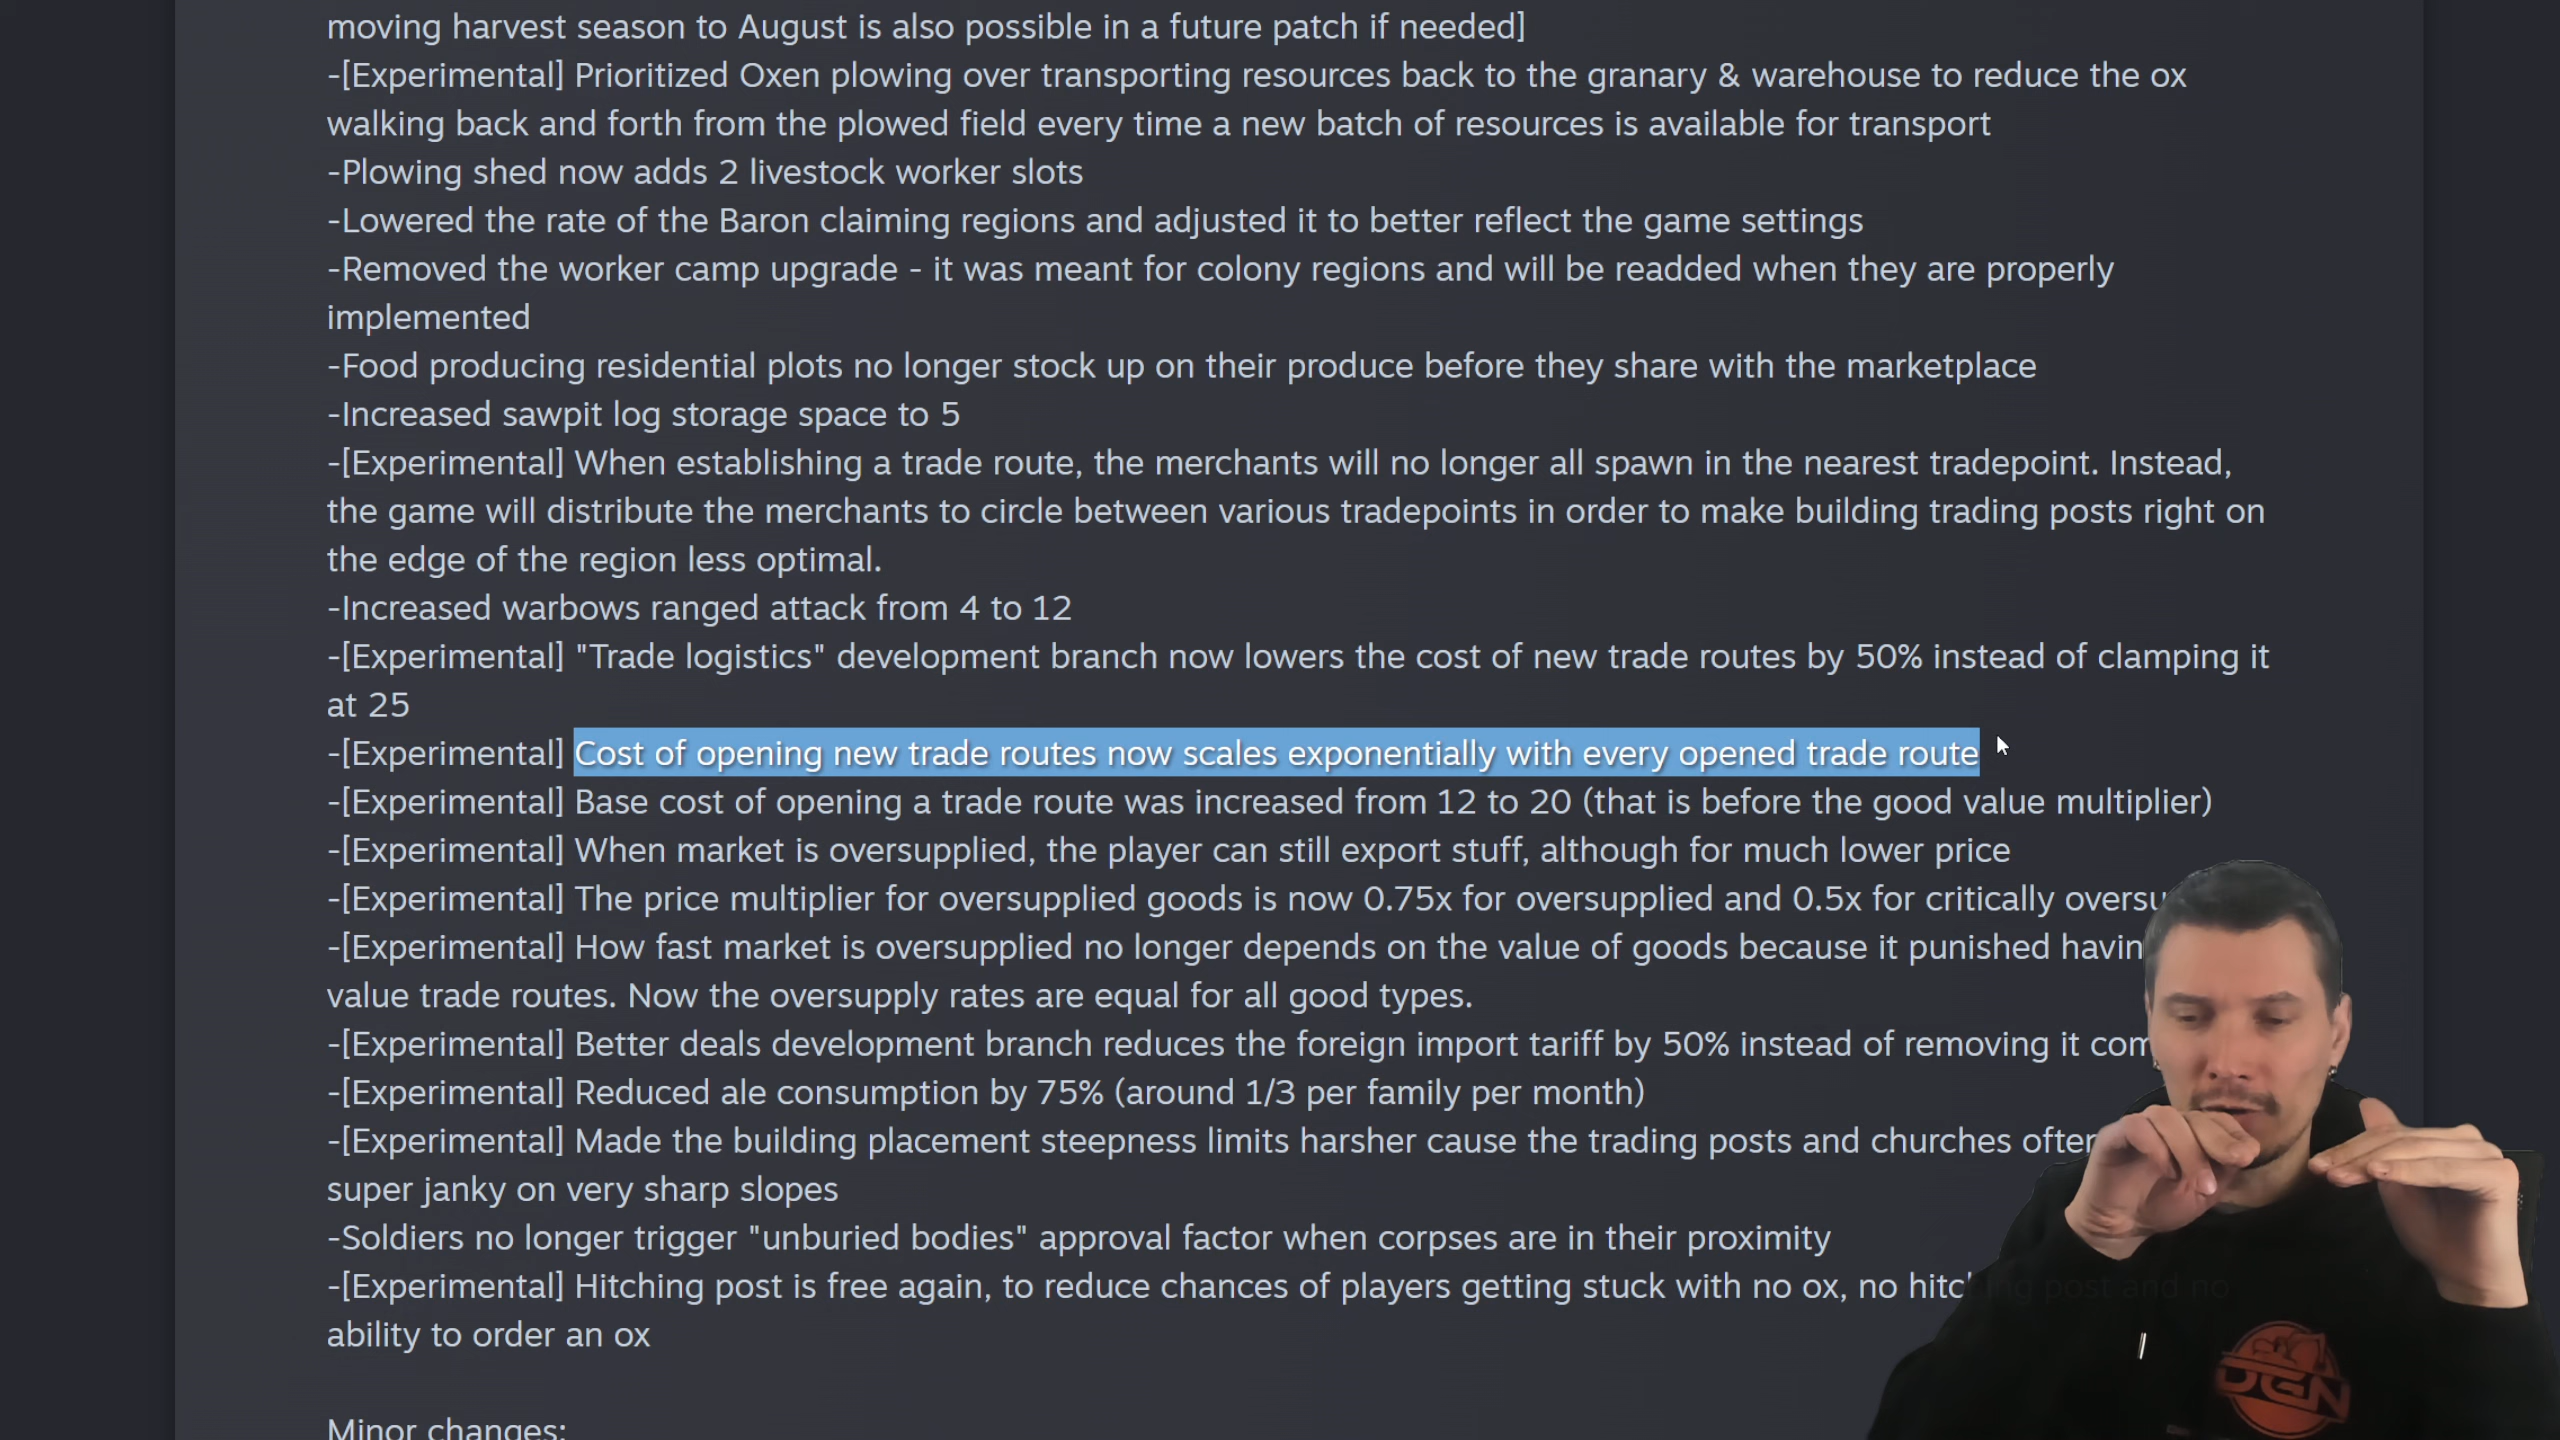 moving harvest season to August is also possible in a future patch if needed]
-[Experimental] Prioritized Oxen plowing over transporting resources back to the granary & warehouse to reduce the ox
walking back and forth from the plowed field every time a new batch of resources is available for transport
-Plowing shed now adds 2 livestock worker slots
-Lowered the rate of the Baron claiming regions and adjusted it to better reflect the game settings
-Removed the worker camp upgrade - it was meant for colony regions and will be readded when they are properly
implemented
-Food producing residential plots no longer stock up on their produce before they share with the marketplace
-Increased sawpit log storage space to 5
-[Experimental] When establishing a trade route, the merchants will no longer all spawn in the nearest tradepoint. Instead,
the game will distribute the merchants to circle between various tradepoints in order to make building trading posts right on
the edge of the region less optimal.
-Increased warbows ranged attack from 4 to 12
-[Experimental] "Trade logistics" development branch now lowers the cost of new trade routes by 50% instead of clamping it
at 25
-[Experimental] Cost of opening new trade routes now scales exponentially with every opened trade route
-[Experimental] Base cost of opening a trade route was increased from 12 to 20 (that is before the good value multiplier)
-[Experimental] When market is oversupplied, the player can still export stuff, although for much lower price
-[Experimental] The price multiplier for oversupplied goods is now 0.75x for oversupplied and 0.5x for critically
-[Experimental] How fast market is oversupplied no longer depends on the value of goods because it punished
value trade routes. Now the oversupply rates are equal for all good types.
-[Experimental] Better deals development branch reduces the foreign import tariff by 50% instead of removing it
-[Experimental] Reduced ale consumption by 75% (around 1/3 per family per month)
-[Experimental] Made the building placement steepness limits harsher cause the trading posts and churches
super janky on very sharp slopes
-Soldiers no longer trigger "unburied bodies" approval factor when corpses are in their proximity
-[Experimental] Hitching post is free again, to reduce chances of players getting stuck with no ox, no hitching post and no
ability to order an ox
Minor changes:
DGN